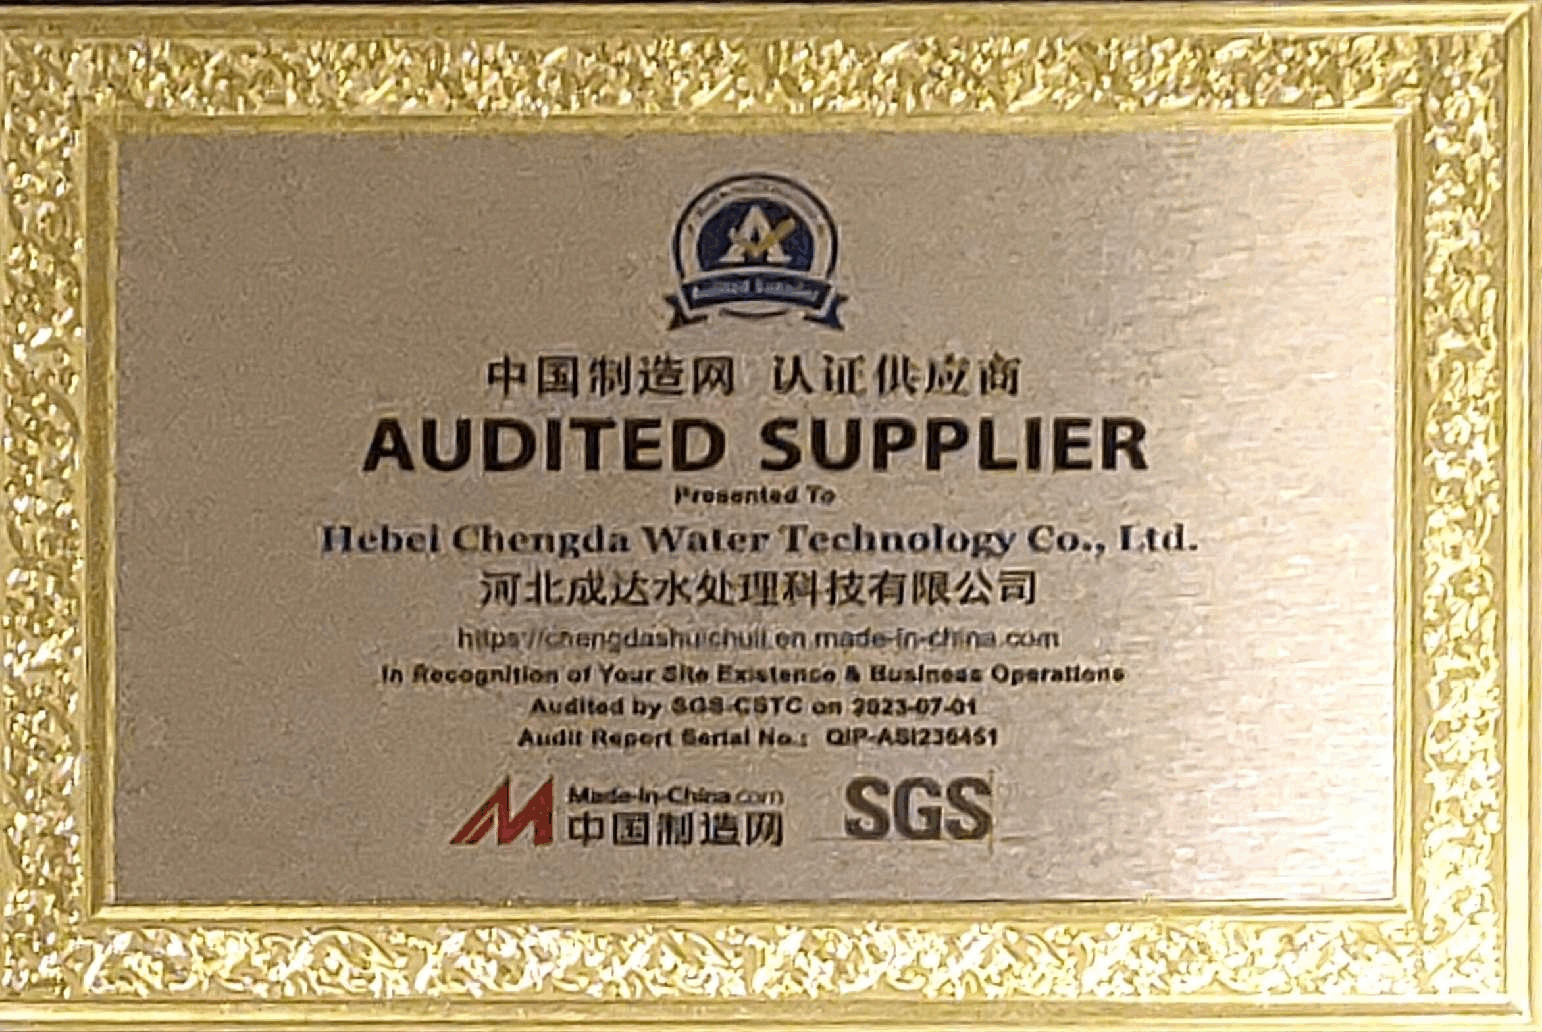 Audited Supplier
中国制造网 认证供应商
AUDITED SUPPLIER
Presented To
Hebei Chengda Water Technology Co., Ltd.
河北成达水处理科技有限公司
https://chengdashuichuli.en.made-in-china.com
In Recognition of Your Site Existence & Business Operations
Audited by SGS-CSTC on 2023-07-01
Audit Report Serial No.: QIP-ASI236451
Made-in-China.com
中国制造网
SGS